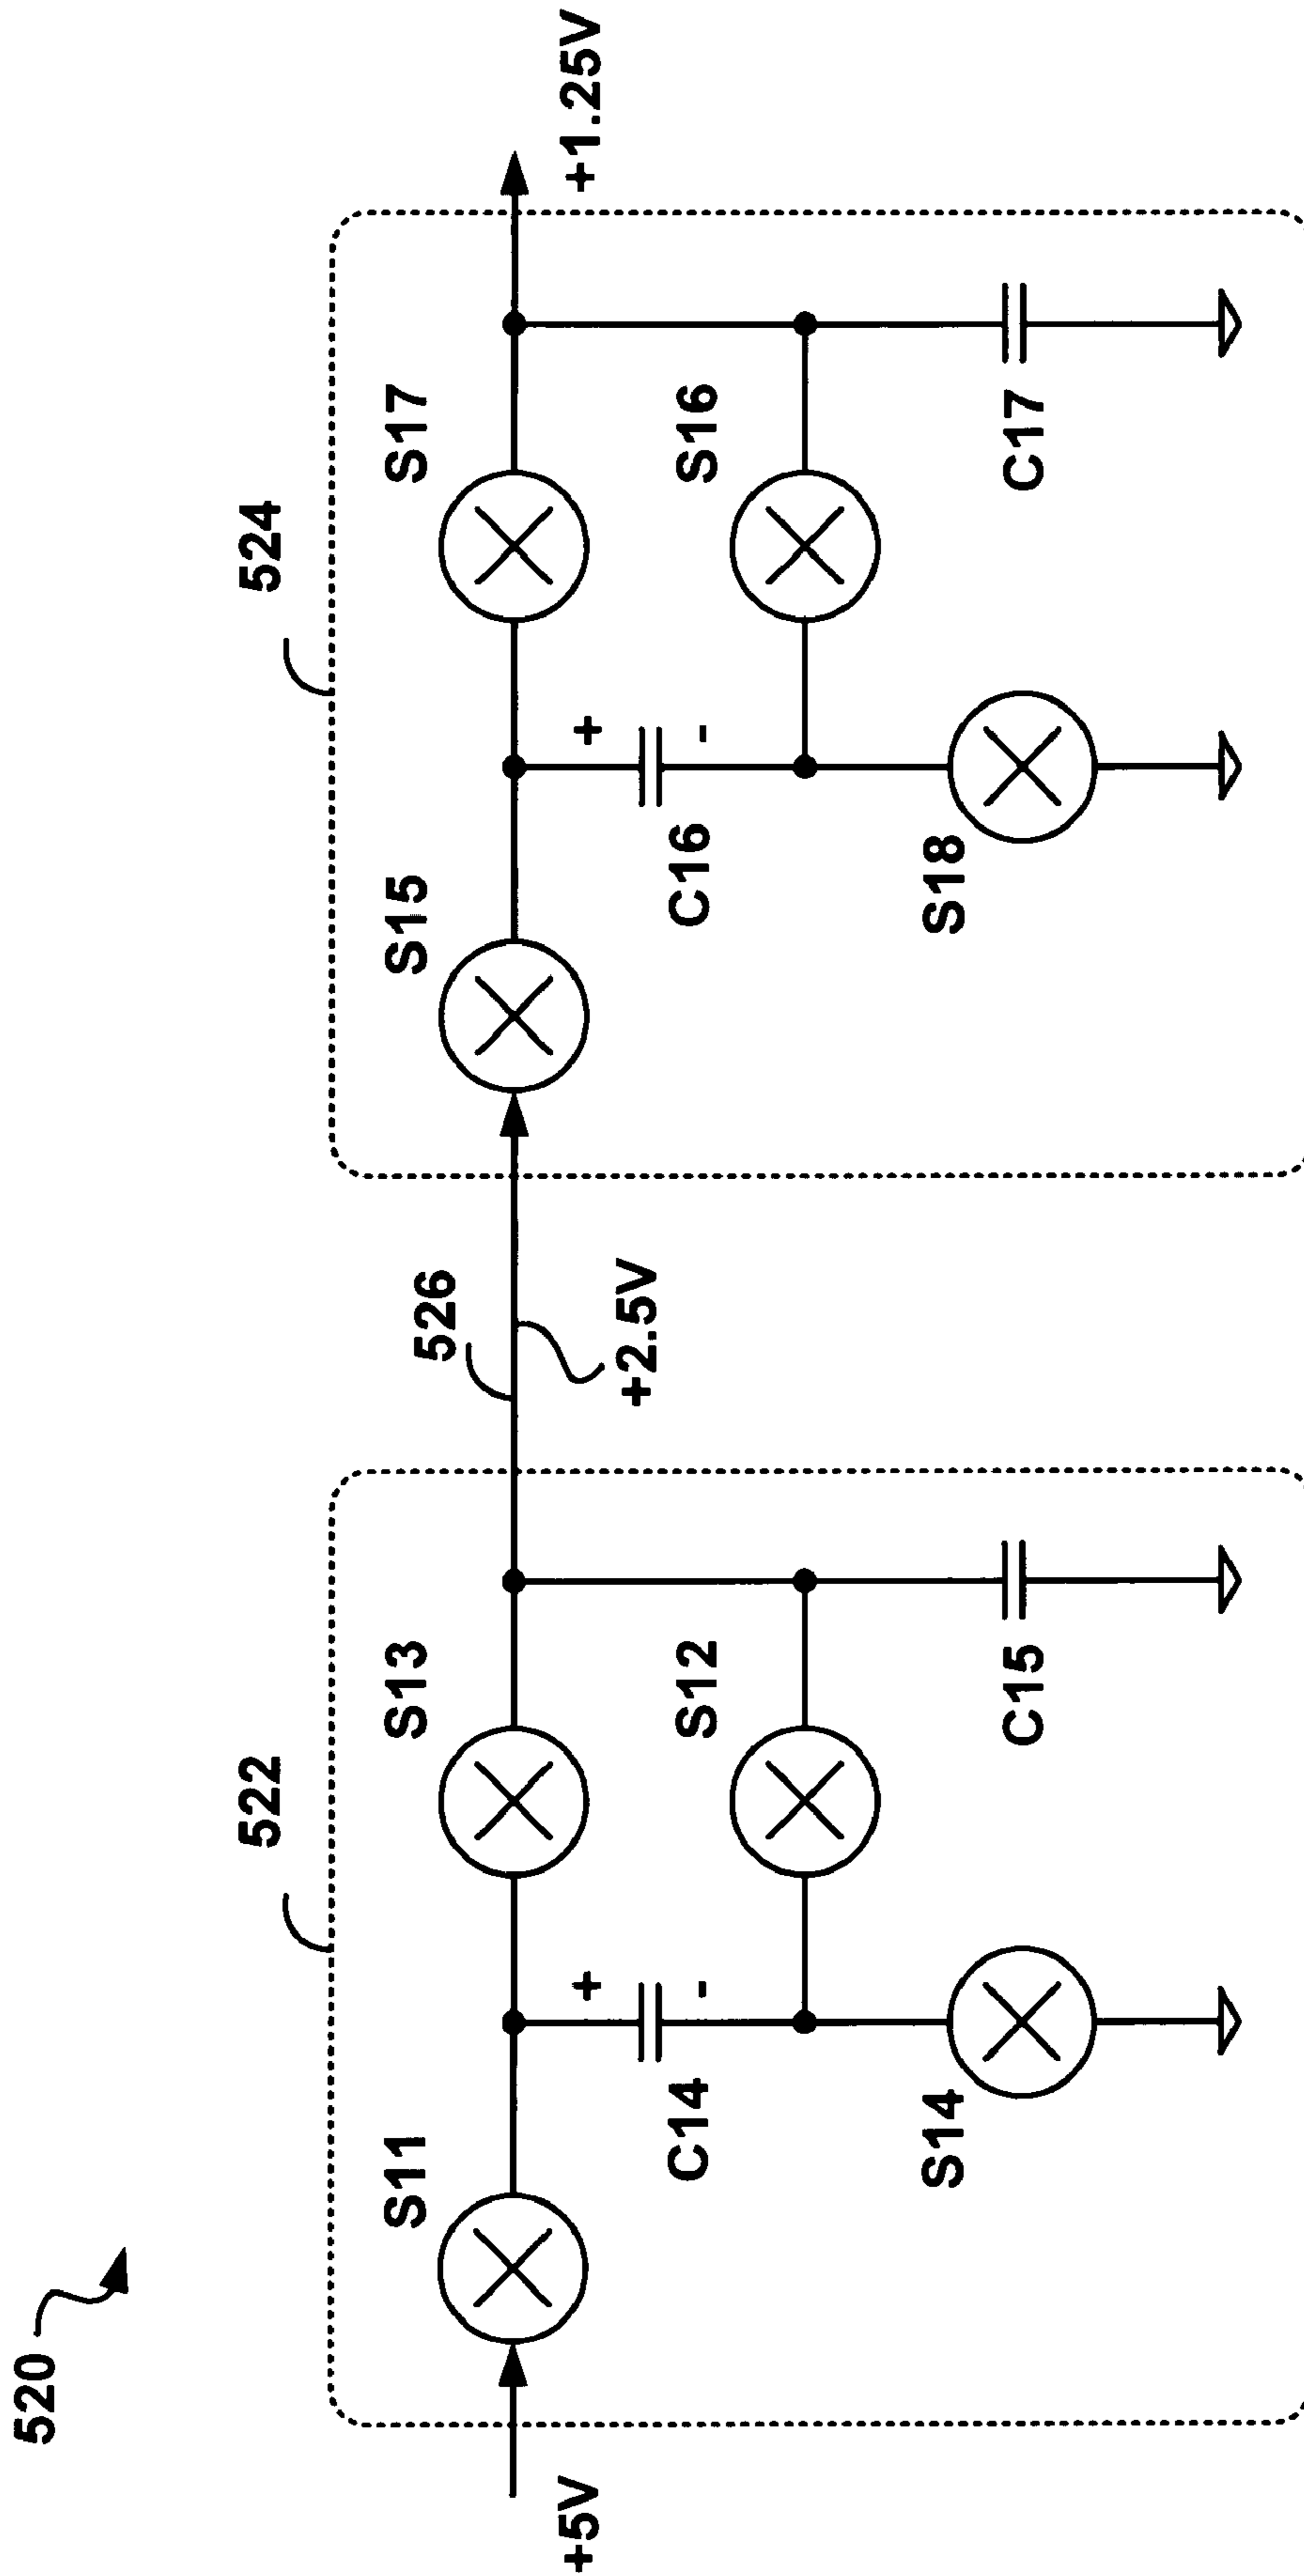 520
522
524
S11
S13
526
S15
S17
+5V
C14
+
-
S12
+2.5V
C16
+
-
S16
+1.25V
S14
C15
S18
C17